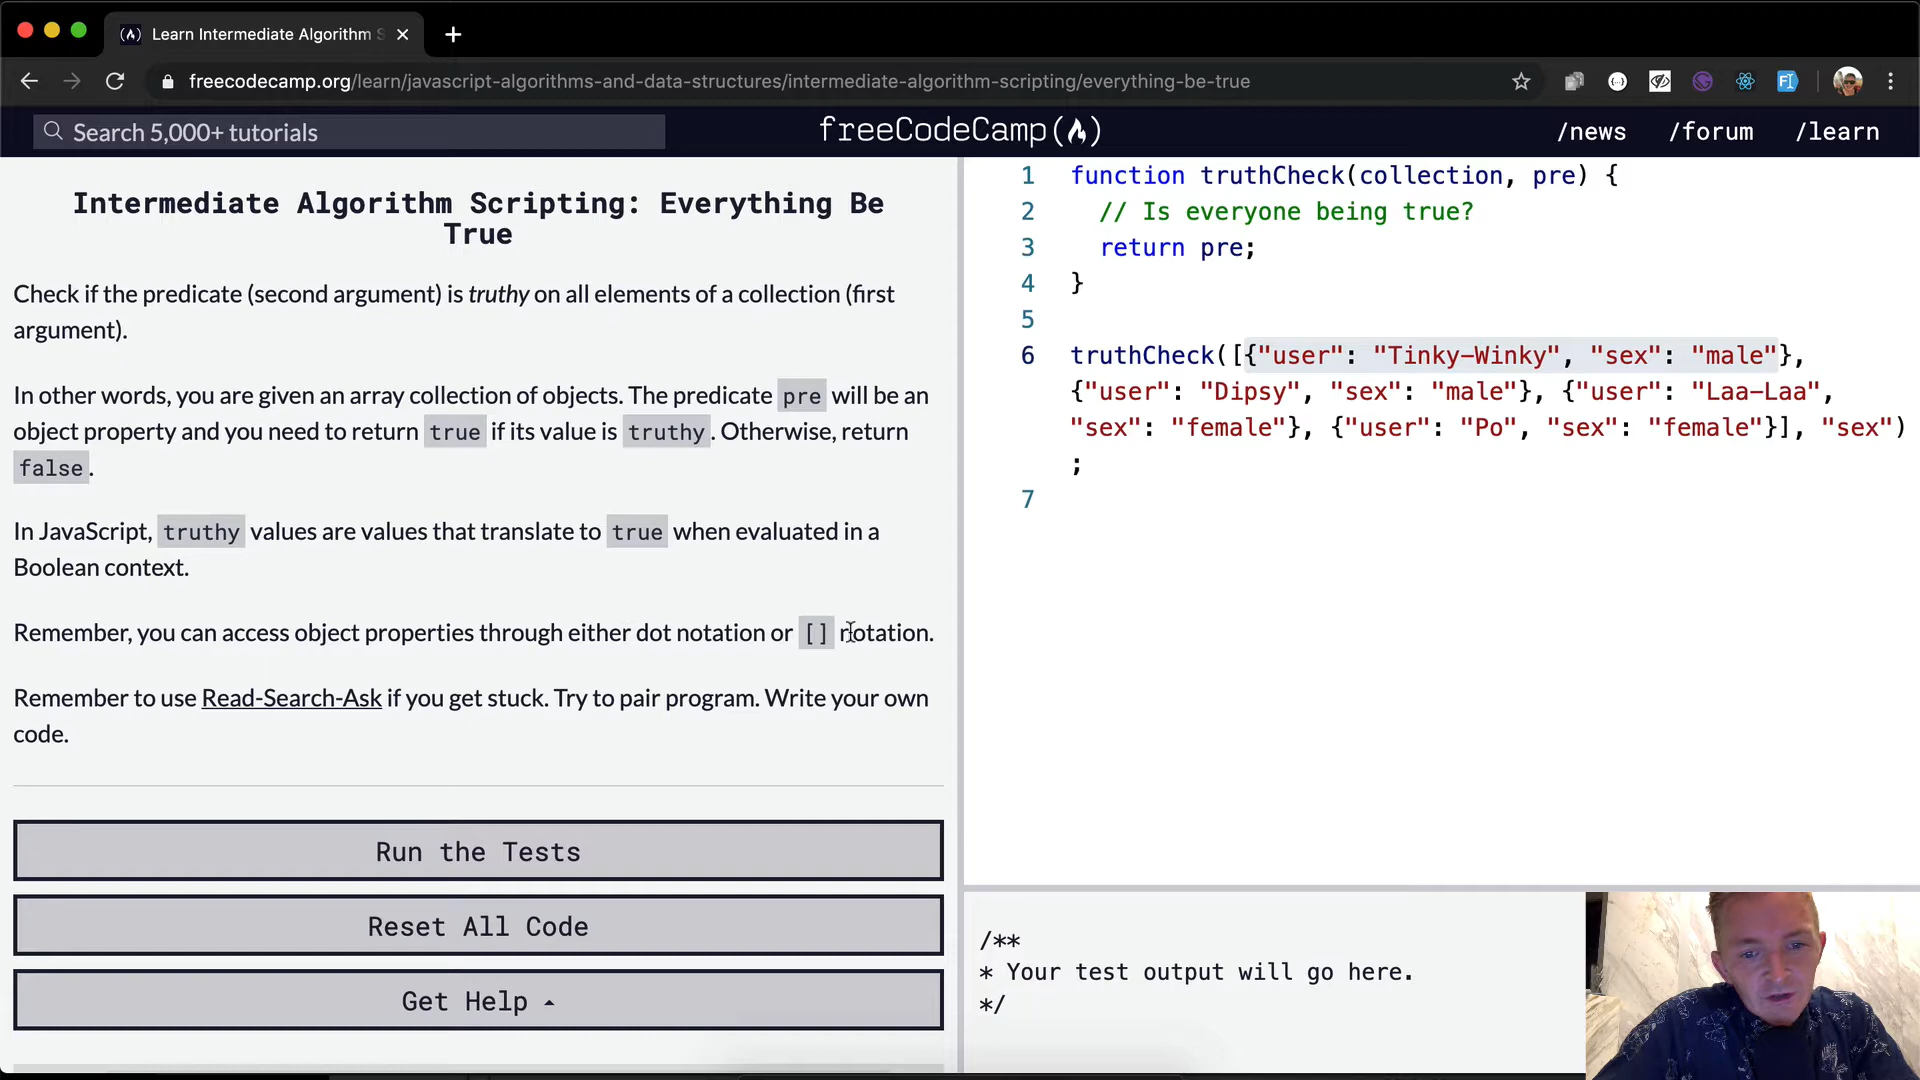 Learn Intermediate Algorithm S
freecodecamp.org/learn/javascript-algorithms-and-data-structures/intermediate-algorithm-scripting/everything-be-true
Search 5,000+ tutorials
freeCodeCamp
/news
/forum
/learn
Intermediate Algorithm Scripting: Everything Be
True
Check if the predicate (second argument) is truthy on all elements of a collection (first
argument).
In other words, you are given an array collection of objects. The predicate pre will be an
object property and you need to return true if its value is truthy. Otherwise, return
false.
In JavaScript, truthy values are values that translate to true when evaluated in a
Boolean context.
Remember, you can access object properties through either dot notation or [] notation.
Remember to use Read-Search-Ask if you get stuck. Try to pair program. Write your own
code.
Run the Tests
Reset All Code
Get Help
1 function truthCheck(collection, pre) {
2 // Is everyone being true?
3 return pre;
4 }
5
6 truthCheck([{"user": "Tinky-Winky", "sex": "male"},
{"user": "Dipsy", "sex": "male"}, {"user": "Laa-Laa",
"sex": "female"}, {"user": "Po", "sex": "female"}], "sex")
;
7
/**
* Your test output will go here.
*/